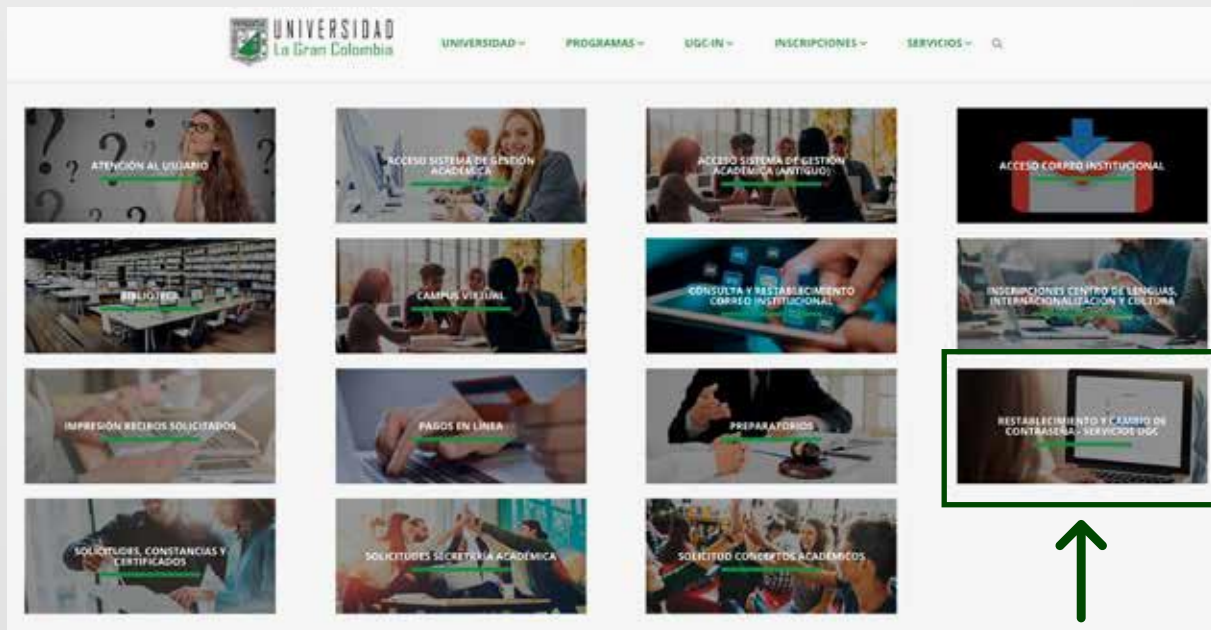 UNIVERSIDAD
La Gran Colombia
UNIVERSIDAD
PROGRAMAS
UGC-IN
INSCRIPCIONES
SERVICIOS
ATENCIÓN AL USUARIO
ACCESO SISTEMA DE GESTIÓN
ACADÉMICA
ACCESO SISTEMA DE GESTIÓN
ACADÉMICA (ANTIGUO)
ACCESO CORREO INSTITUCIONAL
BIBLIOTECA
CAMPUS VIRTUAL
CONSULTA Y RESTABLECIMIENTO
CORREO INSTITUCIONAL
INSCRIPCIONES CENTRO DE LENGUAS,
INTERNACIONALIZACIÓN Y CULTURA
IMPRESIÓN RECIBOS SOLICITADOS
PAGOS EN LÍNEA
PREPARATORIOS
RESTABLECIMIENTO Y CAMBIO DE
CONTRASEÑA - SERVICIOS UGC
SOLICITUDES, CONSTANCIAS Y
CERTIFICADOS
SOLICITUDES SECRETARÍA ACADÉMICA
SOLICITUD CONCEPTOS ACADÉMICOS